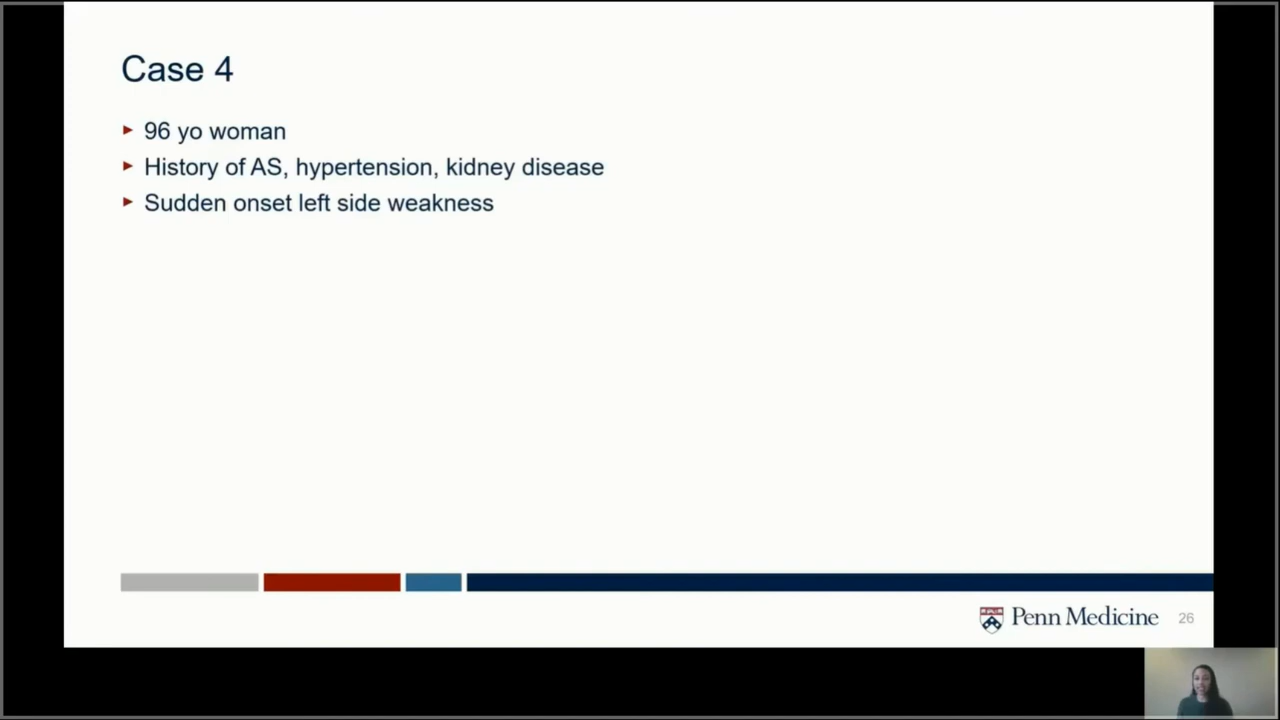 Case 4
96 yo woman
History of AS, hypertension, kidney disease
Sudden onset left side weakness
Penn Medicine 26